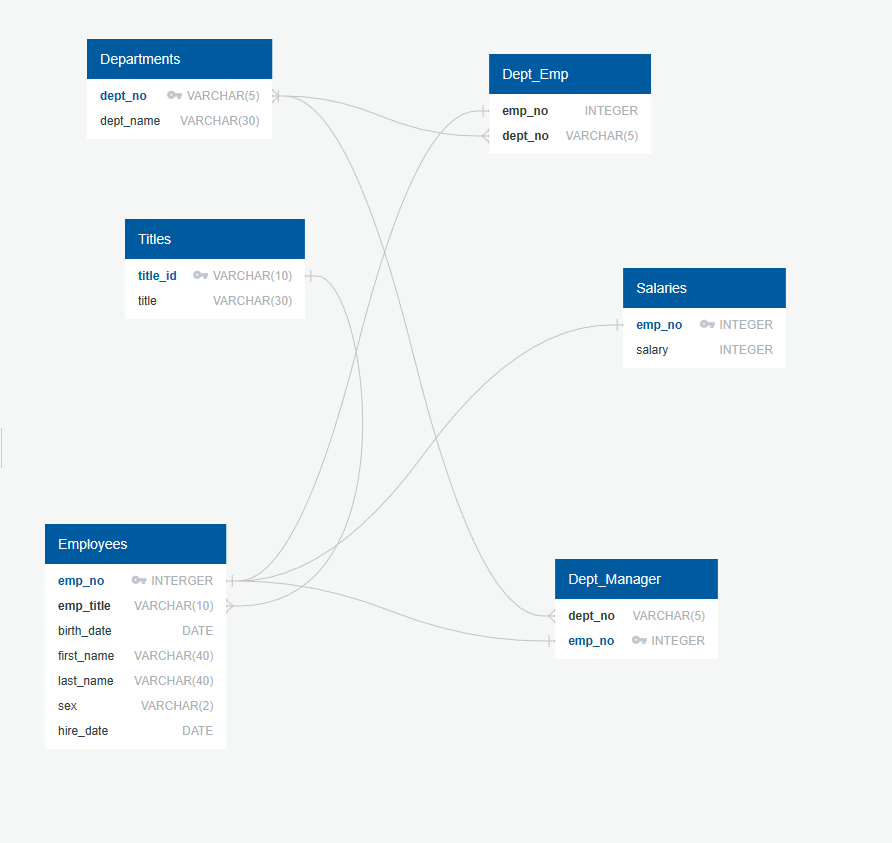 Departments
dept_no VARCHAR(5)
dept_name VARCHAR(30)
Dept_Emp
emp_no INTEGER
dept_no VARCHAR(5)
Titles
title_id VARCHAR(10)
title VARCHAR(30)
Salaries
emp_no INTEGER
salary INTEGER
Employees
emp_no INTERGER
emp_title VARCHAR(10)
birth_date DATE
first_name VARCHAR(40)
last_name VARCHAR(40)
sex VARCHAR(2)
hire_date DATE
Dept_Manager
dept_no VARCHAR(5)
emp_no INTEGER